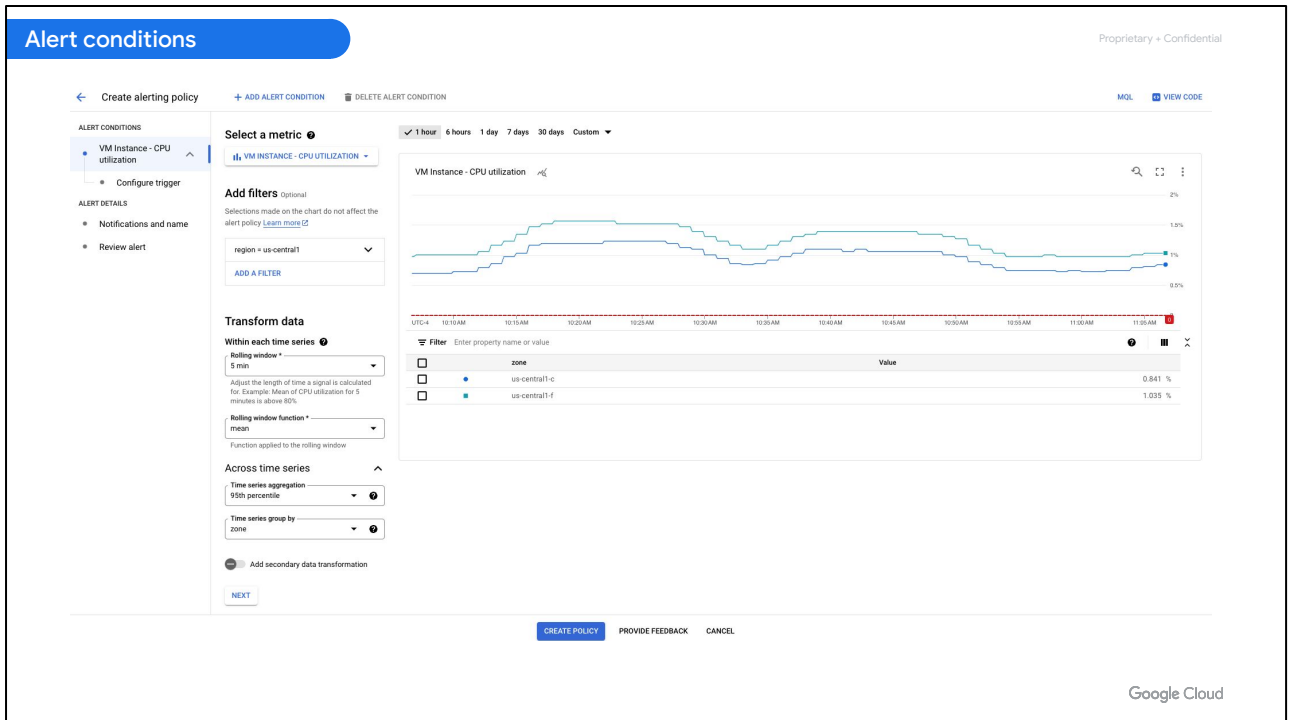 Alert conditions
Proprietary + Confidential
Create alerting policy
+ ADD ALERT CONDITION
DELETE ALERT CONDITION
MQL
VIEW CODE
ALERT CONDITIONS
VM Instance - CPU
utilization
Configure trigger
ALERT DETAILS
Notifications and name
Review alert
Select a metric
VM INSTANCE - CPU UTILIZATION
Add filters Optional
Selections made on the chart do not affect the
alert policy Learn more
region = us-central1
ADD A FILTER
Transform data
Within each time series
Rolling window *
5 min
Adjust the length of time a signal is calculated
for. Example: Mean of CPU utilization for 5
minutes is above 80%
Rolling window function *
mean
Function applied to the rolling window
Across time series
Time series aggregation
95th percentile
Time series group by
zone
Add secondary data transformation
NEXT
1 hour 6 hours 1 day 7 days 30 days Custom
VM Instance - CPU utilization
2%
1.5%
1%
0.5%
0
UTC-4 10:10 AM 10:15 AM 10:20 AM 10:25 AM 10:30 AM 10:35 AM 10:40 AM 10:45 AM 10:50 AM 10:55 AM 11:00 AM 11:05 AM
Filter Enter property name or value
zone Value
us-central1-c 0.841 %
us-central1-f 1.035 %
CREATE POLICY PROVIDE FEEDBACK CANCEL
Google Cloud